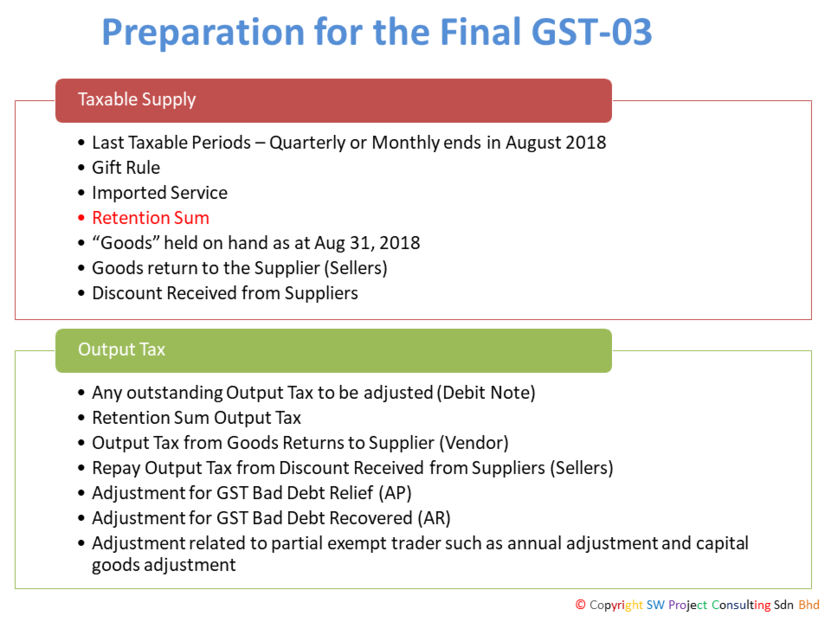 Preparation for the Final GST-03
Taxable Supply
• Last Taxable Periods – Quarterly or Monthly ends in August 2018
• Gift Rule
• Imported Service
• Retention Sum
• “Goods” held on hand as at Aug 31, 2018
• Goods return to the Supplier (Sellers)
• Discount Received from Suppliers
Output Tax
• Any outstanding Output Tax to be adjusted (Debit Note)
• Retention Sum Output Tax
• Output Tax from Goods Returns to Supplier (Vendor)
• Repay Output Tax from Discount Received from Suppliers (Sellers)
• Adjustment for GST Bad Debt Relief (AP)
• Adjustment for GST Bad Debt Recovered (AR)
• Adjustment related to partial exempt trader such as annual adjustment and capital
goods adjustment
© Copyright SW Project Consulting Sdn Bhd